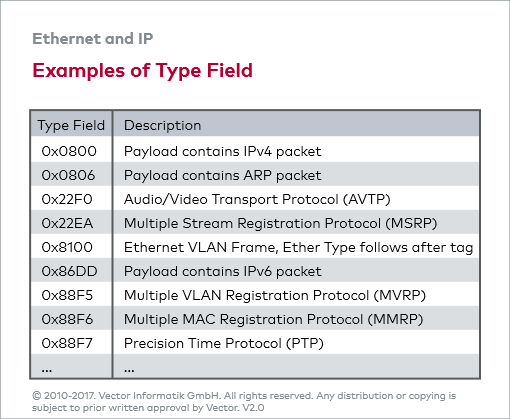 Ethernet and IP
Examples of Type Field
Type Field Description
0x0800 Payload contains IPv4 packet
0x0806 Payload contains ARP packet
0x22F0 Audio/Video Transport Protocol (AVTP)
0x22EA Multiple Stream Registration Protocol (MSRP)
0x8100 Ethernet VLAN Frame, Ether Type follows after tag
0x86DD Payload contains IPv6 packet
0x88F5 Multiple VLAN Registration Protocol (MVRP)
0x88F6 Multiple MAC Registration Protocol (MMRP)
0x88F7 Precision Time Protocol (PTP)
... ...
© 2010-2017. Vector Informatik GmbH. All rights reserved. Any distribution or copying is
subject to prior written approval by Vector. V2.0